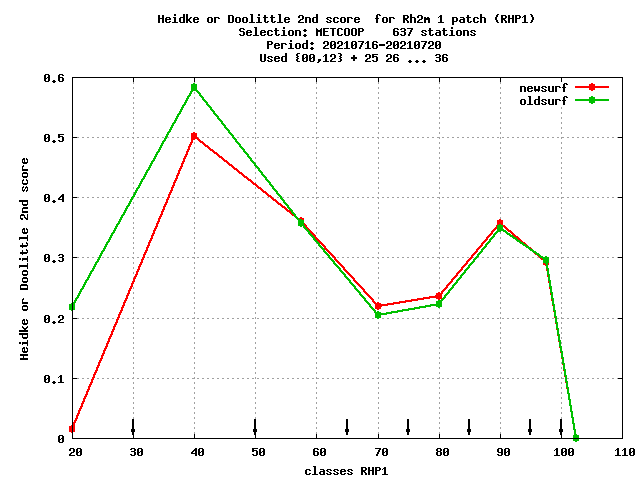 Heidke or Doolittle 2nd score  for Rh2m 1 patch (RHP1)
Selection: METCOOP    637 stations
Period: 20210716-20210720
Used {00,12} + 25 26 ... 36
newsurf
oldsurf
0.6
0.5
0.4
0.3
0.2
0.1
0
Heidke or Doolittle 2nd score
20 30 40 50 60 70 80 90 100 110
classes RHP1